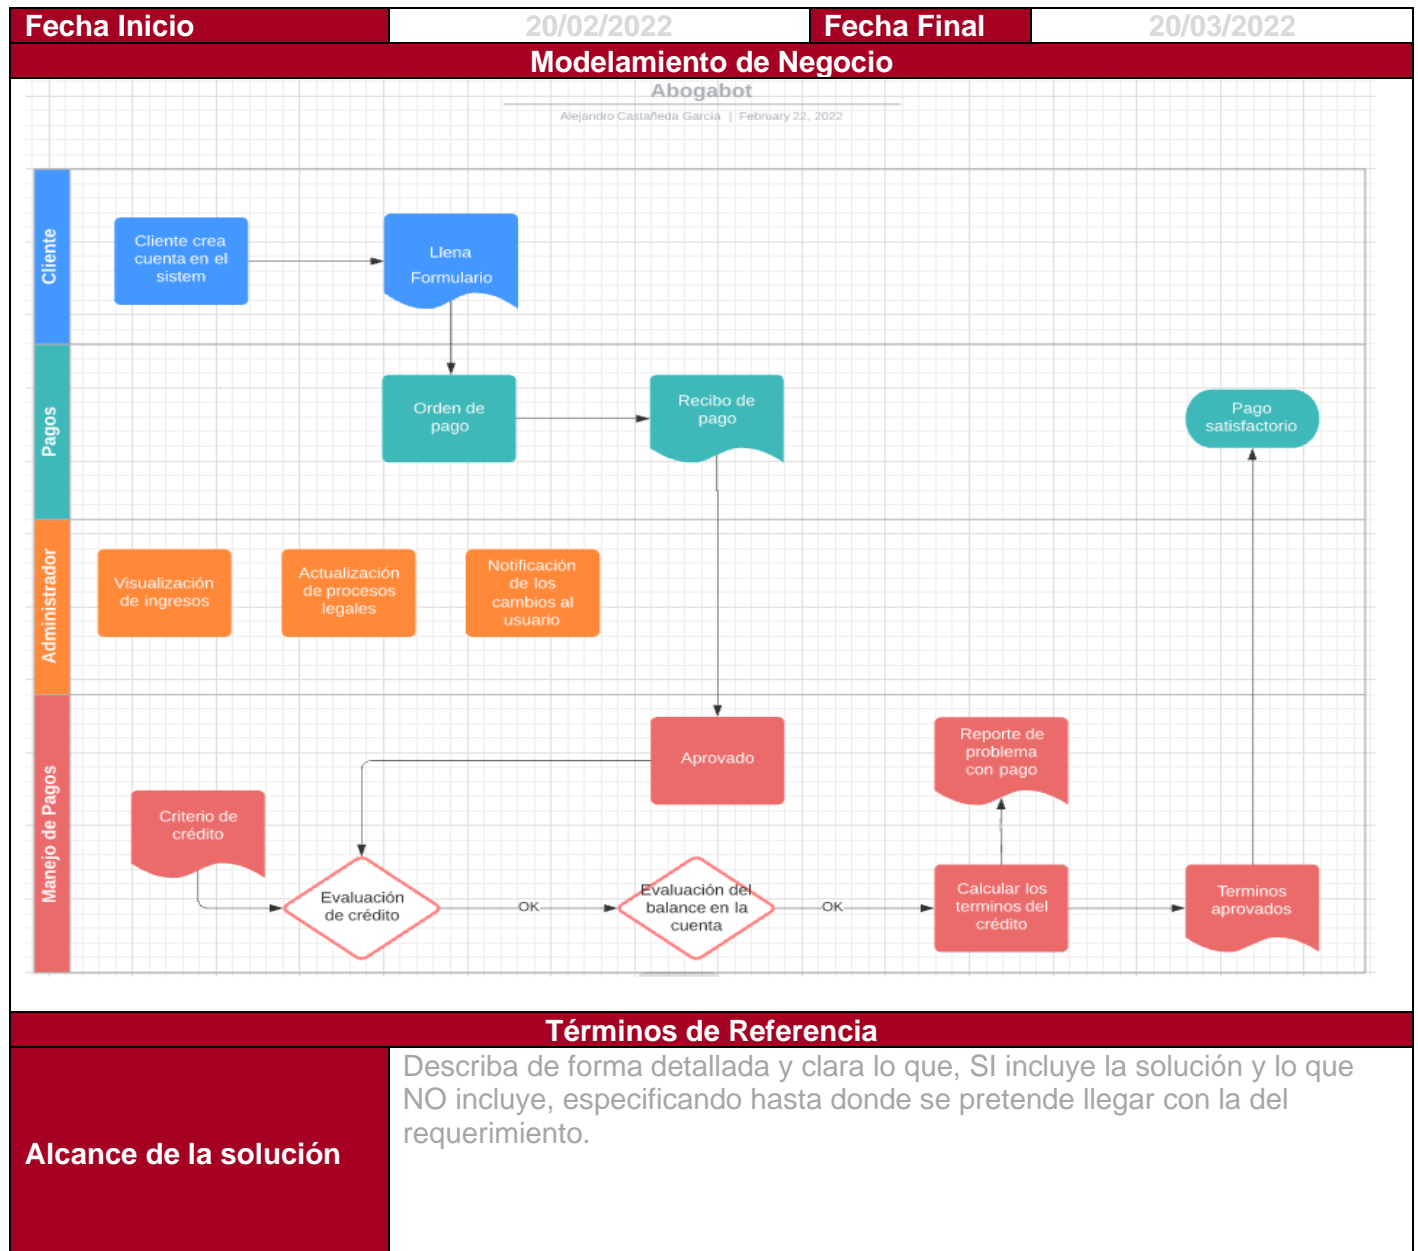 Fecha Inicio 20/02/2022 Fecha Final 20/03/2022
Modelamiento de Negocio
Abogabot
Alejandro Castañeda García | February 22, 2022
Cliente
Cliente crea
cuenta en el
sistem
Llena
Formulario
Pagos
Orden de
pago
Recibo de
pago
Pago
satisfactorio
Administrador
Visualización
de ingresos
Actualización
de procesos
legales
Notificación
de los
cambios al
usuario
Manejo de Pagos
Aprovado
Reporte de
problema
con pago
Criterio de
crédito
Evaluación
de crédito
OK
Evaluación del
balance en la
cuenta
OK
Calcular los
terminos del
crédito
Terminos
aprovados
Términos de Referencia
Alcance de la solución
Describa de forma detallada y clara lo que, SI incluye la solución y lo que
NO incluye, especificando hasta donde se pretende llegar con la del
requerimiento.